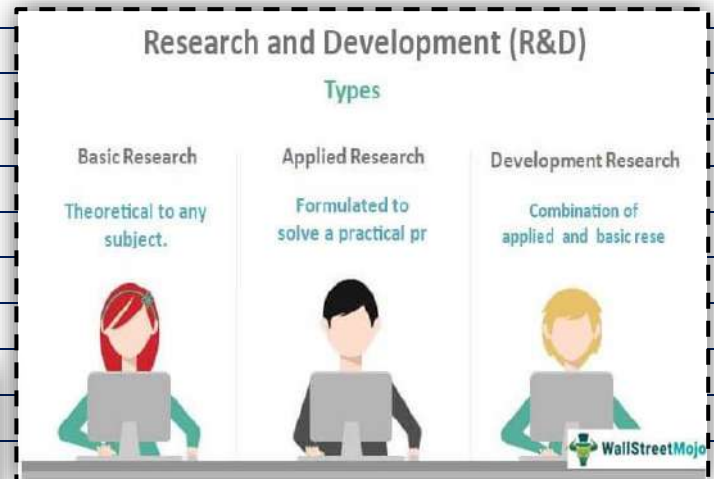 Research and Development (R&D)
Types
Basic Research
Theoretical to any
subject.
Applied Research
Formulated to
solve a practical pr
Development Research
Combination of
applied and basic rese
WallStreetMojo